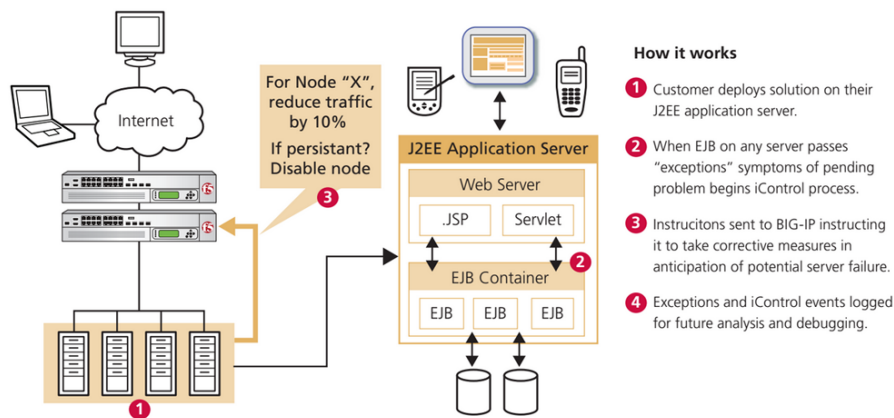 Internet
For Node “X”,
reduce traffic
by 10%
If persistant?
Disable node
3
f5
f5
1
J2EE Application Server
Web Server
.JSP
Servlet
2
EJB Container
EJB
EJB
EJB
How it works
1 Customer deploys solution on their
J2EE application server.
2 When EJB on any server passes
“exceptions” symptoms of pending
problem begins iControl process.
3 Instrucitons sent to BIG-IP instructing
it to take corrective measures in
anticipation of potential server failure.
4 Exceptions and iControl events logged
for future analysis and debugging.